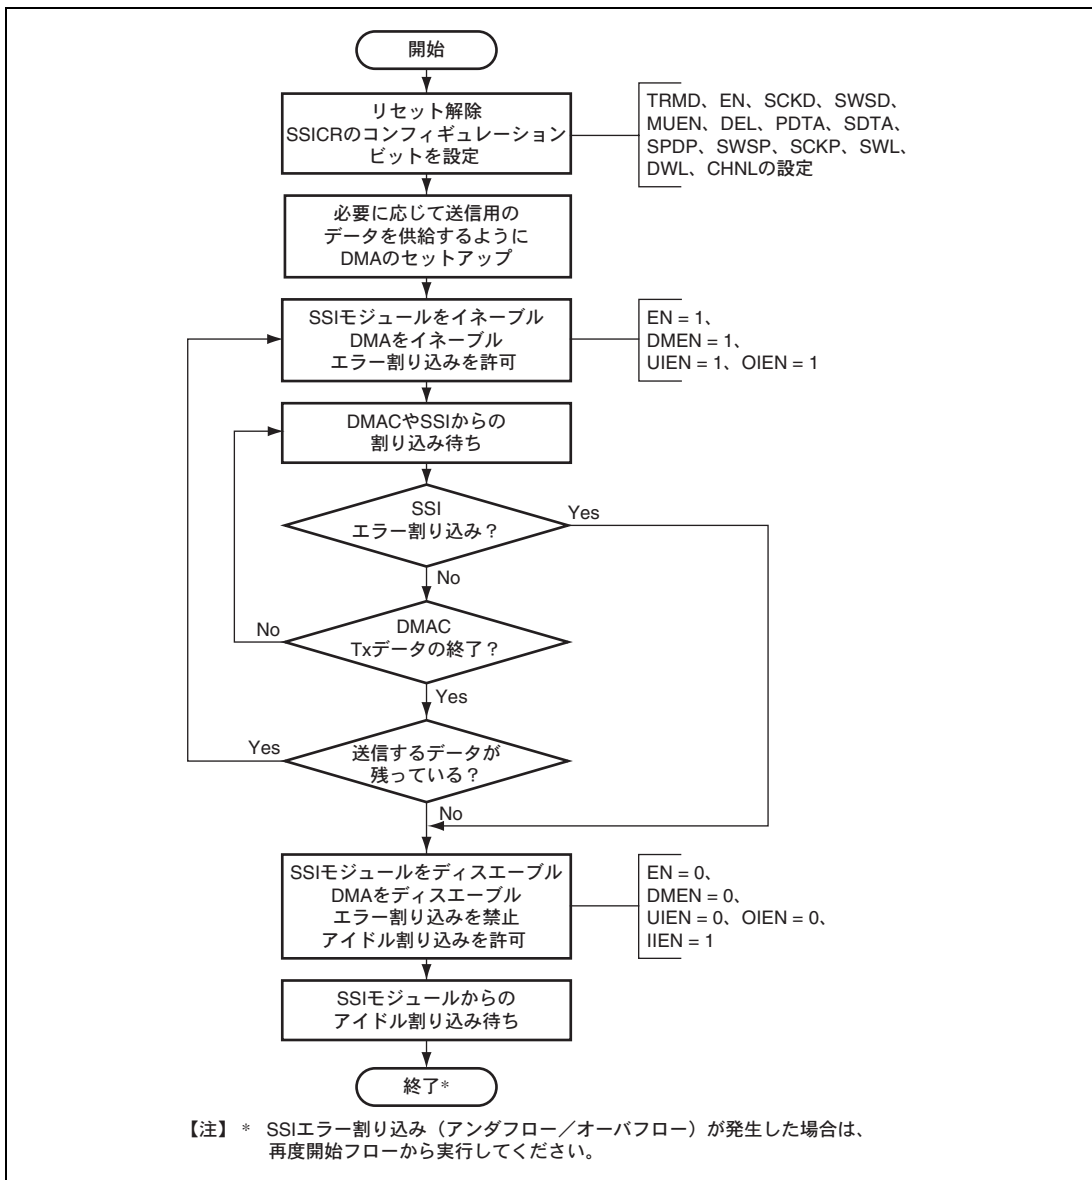 開始
リセット解除
SSICRのコンフィギュレーション
ビットを設定
TRMD、EN、SCKD、SWSD、
MUEN、DEL、PDTA、SDTA、
SPDP、SWSP、SCKP、SWL、
DWL、CHNLの設定
必要に応じて送信用の
データを供給するように
DMAのセットアップ
SSIモジュールをイネーブル
DMAをイネーブル
エラー割り込みを許可
EN = 1、
DMEN = 1、
UIEN = 1、OIEN = 1
DMACやSSIからの
割り込み待ち
SSI
エラー割り込み？
Yes
No
DMAC
Txデータの終了？
No
Yes
送信するデータが
残っている？
Yes
No
SSIモジュールをディスエーブル
DMAをディスエーブル
エラー割り込みを禁止
アイドル割り込みを許可
EN = 0、
DMEN = 0、
UIEN = 0、OIEN = 0、
IIEN = 1
SSIモジュールからの
アイドル割り込み待ち
終了*
【注】 * SSIエラー割り込み（アンダフロー／オーバフロー）が発生した場合は、
再度開始フローから実行してください。